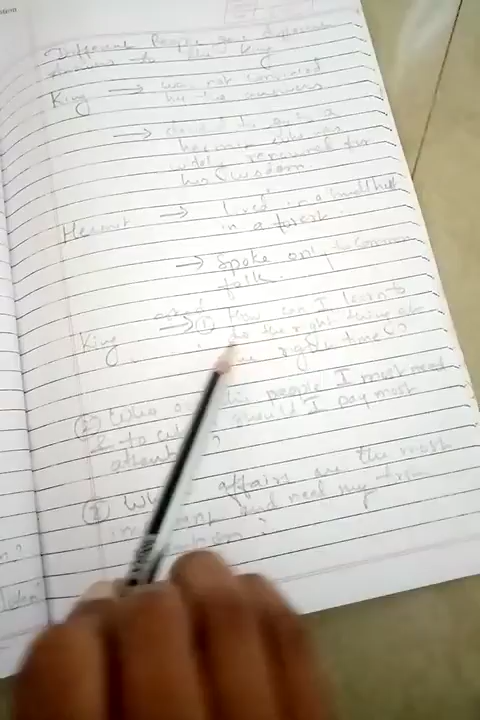 Different People gave different
Answers to the King
King → was not convinced
by the answers
→ decided to go to a
hermit who was
widely renowned for
his wisdom.
Hermit → Lived in a small hut
in a forest.
→ Spoke only to common
folk.
King asked → ① How can I learn to
do the right thing at
the right time?
② Who are the people I most need
& to whom should I pay most
attention?
③ What affairs are the most
important and need my first
attention?